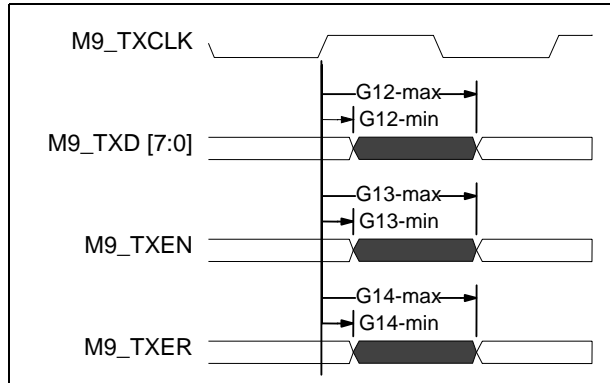 M9_TXCLK
G12-max
G12-min
M9_TXD [7:0]
G13-max
G13-min
M9_TXEN
G14-max
G14-min
M9_TXER